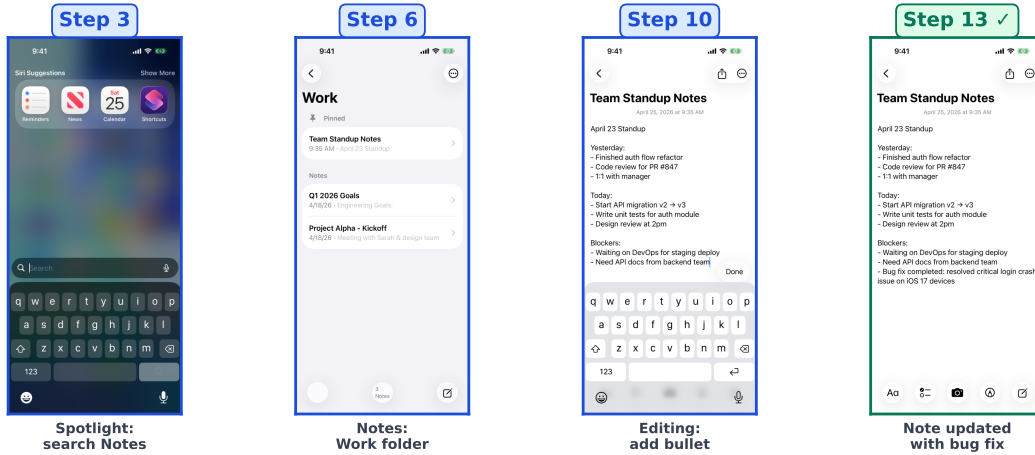 Step 3
9:41
Siri Suggestions
Show More
Reminders
News
Sat
25
Calendar
Shortcuts
Search
q w e r t y u i o p
a s d f g h j k l
z x c v b n m
123
Spotlight:
search Notes
Step 6
9:41
Work
Pinned
Team Standup Notes
9:35 AM - April 23 Standup
Notes
Q1 2026 Goals
4/18/26 - Engineering Goals:
Project Alpha - Kickoff
4/18/26 - Meeting with Sarah & design team
3
Notes
Notes:
Work folder
Step 10
9:41
Team Standup Notes
April 25, 2026 at 9:35 AM
April 23 Standup
Yesterday:
- Finished auth flow refactor
- Code review for PR #847
- 1:1 with manager
Today:
- Start API migration v2 → v3
- Write unit tests for auth module
- Design review at 2pm
Blockers:
- Waiting on DevOps for staging deploy
- Need API docs from backend team
Done
q w e r t y u i o p
a s d f g h j k l
z x c v b n m
123
Editing:
add bullet
Step 13 ✓
9:41
Team Standup Notes
April 25, 2026 at 9:35 AM
April 23 Standup
Yesterday:
- Finished auth flow refactor
- Code review for PR #847
- 1:1 with manager
Today:
- Start API migration v2 → v3
- Write unit tests for auth module
- Design review at 2pm
Blockers:
- Waiting on DevOps for staging deploy
- Need API docs from backend team
- Bug fix completed: resolved critical login crash
issue on iOS 17 devices
Aa
Note updated
with bug fix